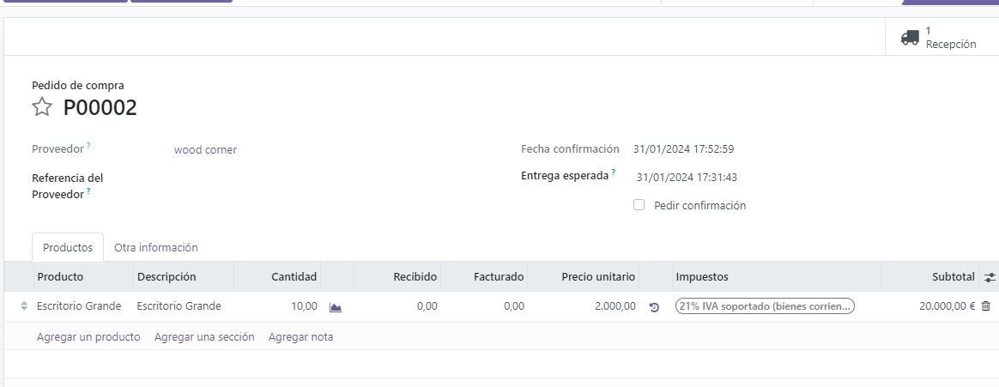 1
Recepción
Pedido de compra
P00002
Proveedor ? wood corner
Fecha confirmación 31/01/2024 17:52:59
Referencia del
Proveedor ?
Entrega esperada ? 31/01/2024 17:31:43
Pedir confirmación
Productos Otra información
Producto Descripción Cantidad Recibido Facturado Precio unitario Impuestos Subtotal
Escritorio Grande Escritorio Grande 10,00 0,00 0,00 2.000,00 21% IVA soportado (bienes corrien... 20.000,00 €
Agregar un producto Agregar una sección Agregar nota